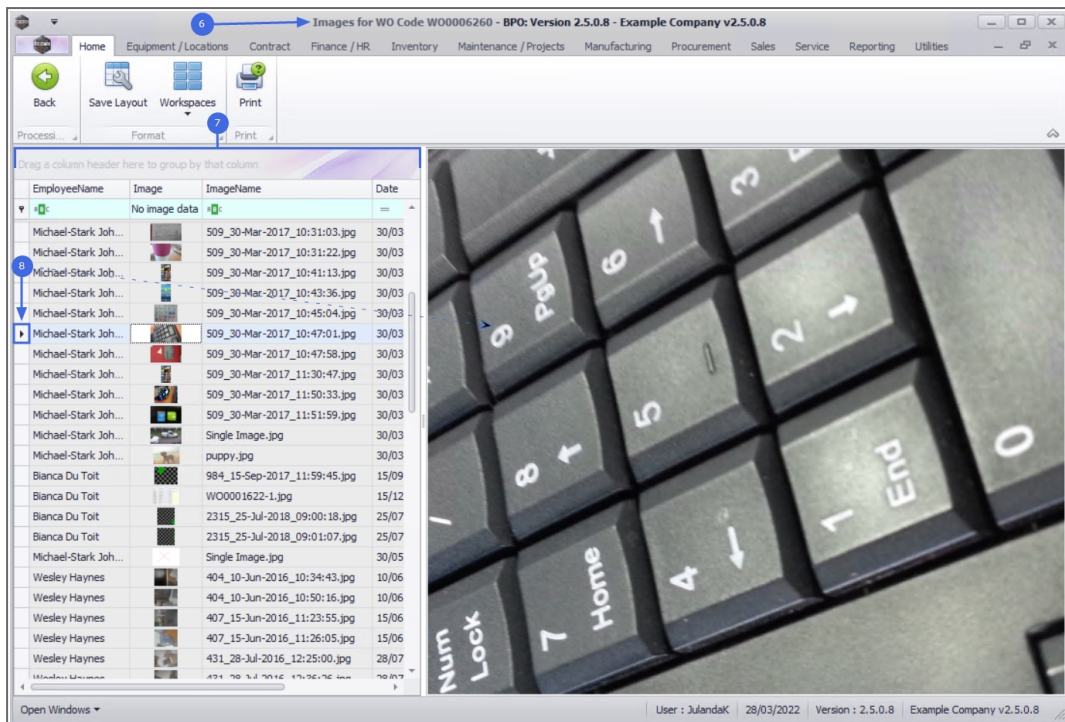 6
Images for WO Code WO0006260 - BPO: Version 2.5.0.8 - Example Company v2.5.0.8
Home Equipment / Locations Contract Finance / HR Inventory Maintenance / Projects Manufacturing Procurement Sales Service Reporting Utilities
Back Save Layout Workspaces Print
Processi... Format Print
7
Drag a column header here to group by that column
EmployeeName Image ImageName Date
No image data =
Michael-Stark Joh... 509_30-Mar-2017_10:31:03.jpg 30/03
Michael-Stark Joh... 509_30-Mar-2017_10:31:22.jpg 30/03
8
Michael-Stark Joh... 509_30-Mar-2017_10:41:13.jpg 30/03
Michael-Stark Joh... 509_30-Mar-2017_10:43:36.jpg 30/03
Michael-Stark Joh... 509_30-Mar-2017_10:45:04.jpg 30/03
Michael-Stark Joh... 509_30-Mar-2017_10:47:01.jpg 30/03
Michael-Stark Joh... 509_30-Mar-2017_10:47:58.jpg 30/03
Michael-Stark Joh... 509_30-Mar-2017_11:30:47.jpg 30/03
Michael-Stark Joh... 509_30-Mar-2017_11:50:33.jpg 30/03
Michael-Stark Joh... 509_30-Mar-2017_11:51:59.jpg 30/03
Michael-Stark Joh... Single Image.jpg 30/03
Michael-Stark Joh... puppy.jpg 30/03
Bianca Du Toit 984_15-Sep-2017_11:59:45.jpg 15/09
Bianca Du Toit WO0001622-1.jpg 15/12
Bianca Du Toit 2315_25-Jul-2018_09:00:18.jpg 25/07
Bianca Du Toit 2315_25-Jul-2018_09:01:07.jpg 25/07
Michael-Stark Joh... Single Image.jpg 30/05
Wesley Haynes 404_10-Jun-2016_10:34:43.jpg 10/06
Wesley Haynes 404_10-Jun-2016_10:50:16.jpg 10/06
Wesley Haynes 407_15-Jun-2016_11:23:55.jpg 15/06
Wesley Haynes 407_15-Jun-2016_11:26:05.jpg 15/06
Wesley Haynes 431_28-Jul-2016_12:25:00.jpg 28/07
Num Lock
/
7 Home
8
9 PgUp
4
5
6
1 End
2
3
0
Open Windows User : JulandaK 28/03/2022 Version : 2.5.0.8 Example Company v2.5.0.8